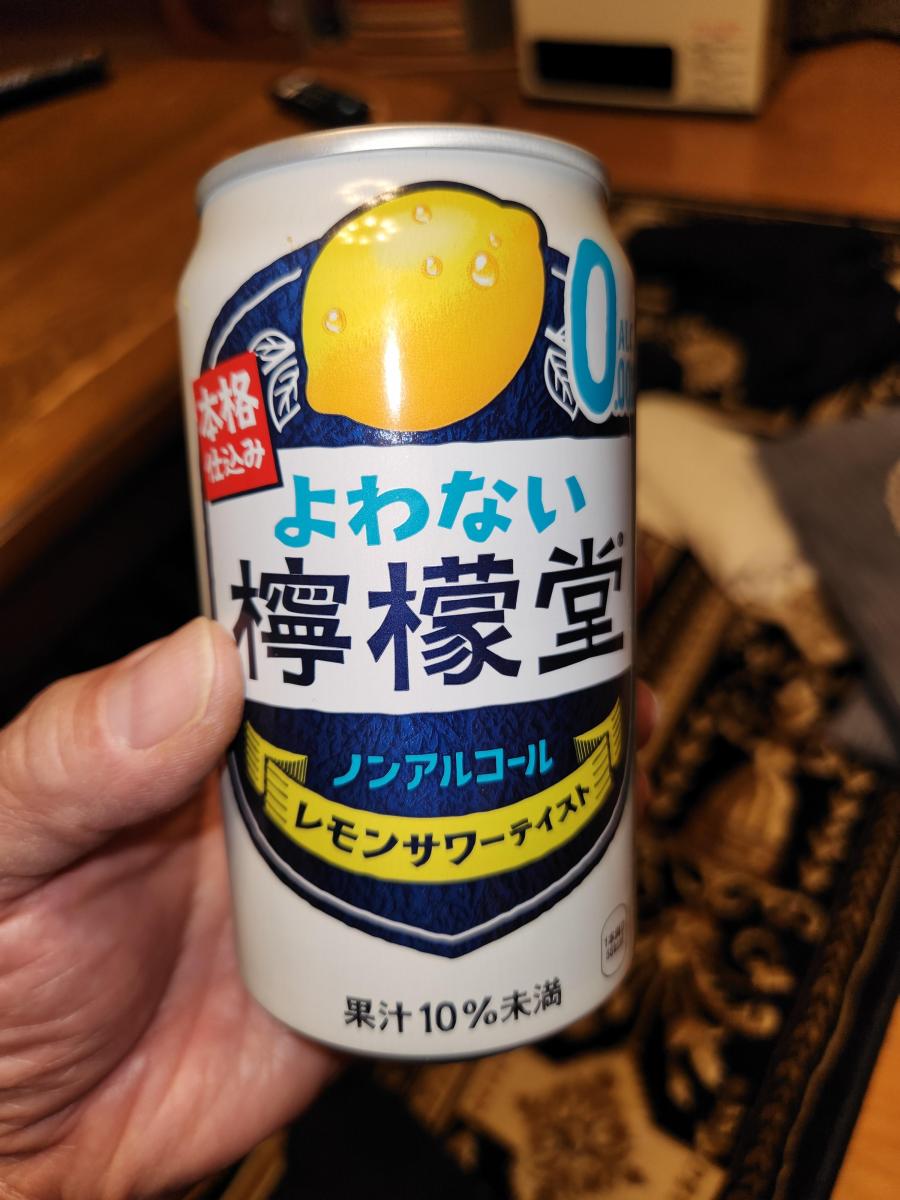 0
本格
仕込み
よわない
檸檬堂
ノンアルコール
レモンサワーテイスト
果汁10%未満